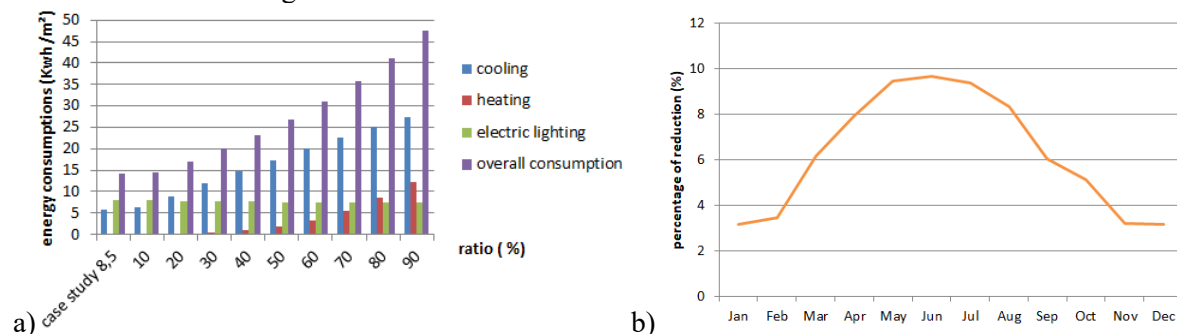 energy consumptions (Kwh /m²)
50
45
40
35
30
25
20
15
10
5
0
case study 8,5
10
20
30
40
50
60
70
80
90
ratio ( %)
cooling
heating
electric lighting
overall consumption
a)
percentage of reduction (%)
12
10
8
6
4
2
0
Jan Feb Mar Apr May Jun Jul Aug Sep Oct Nov Dec
b)